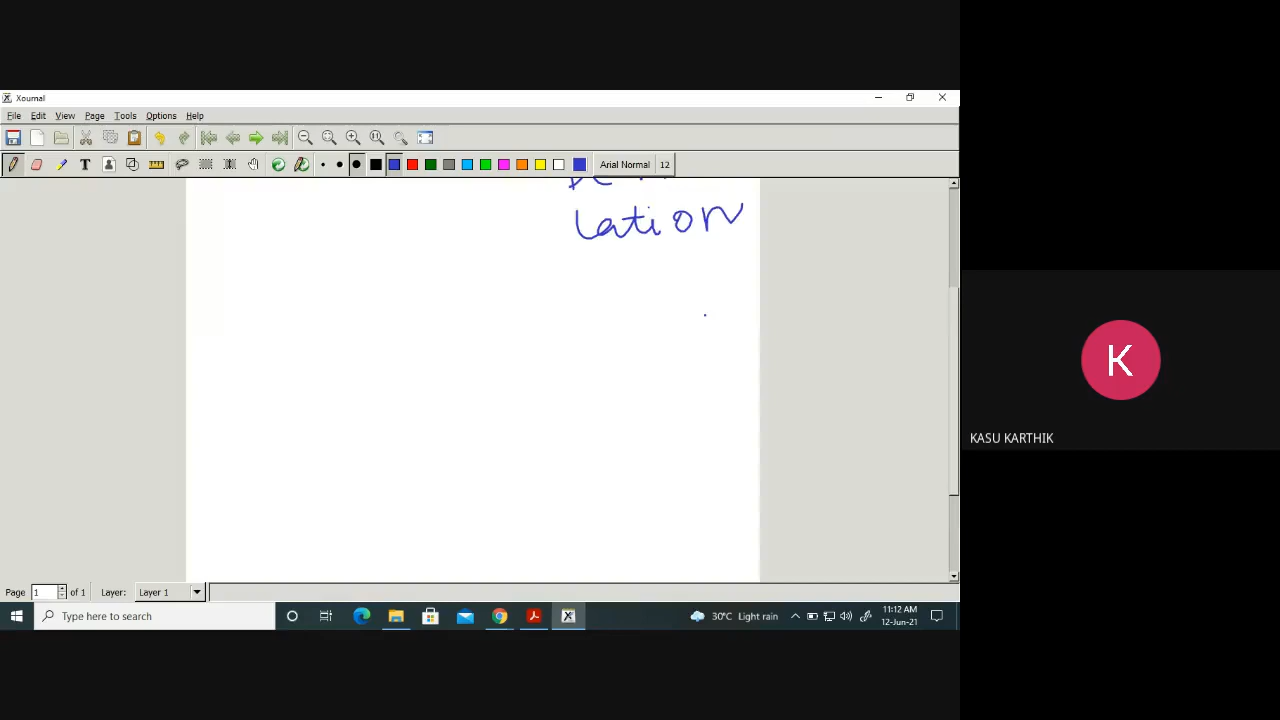 Xournal
File Edit View Page Tools Options Help
Arial Normal 12
lation
K
KASU KARTHIK
Page 1 of 1 Layer: Layer 1
Type here to search
30°C Light rain
11:12 AM
12-Jun-21